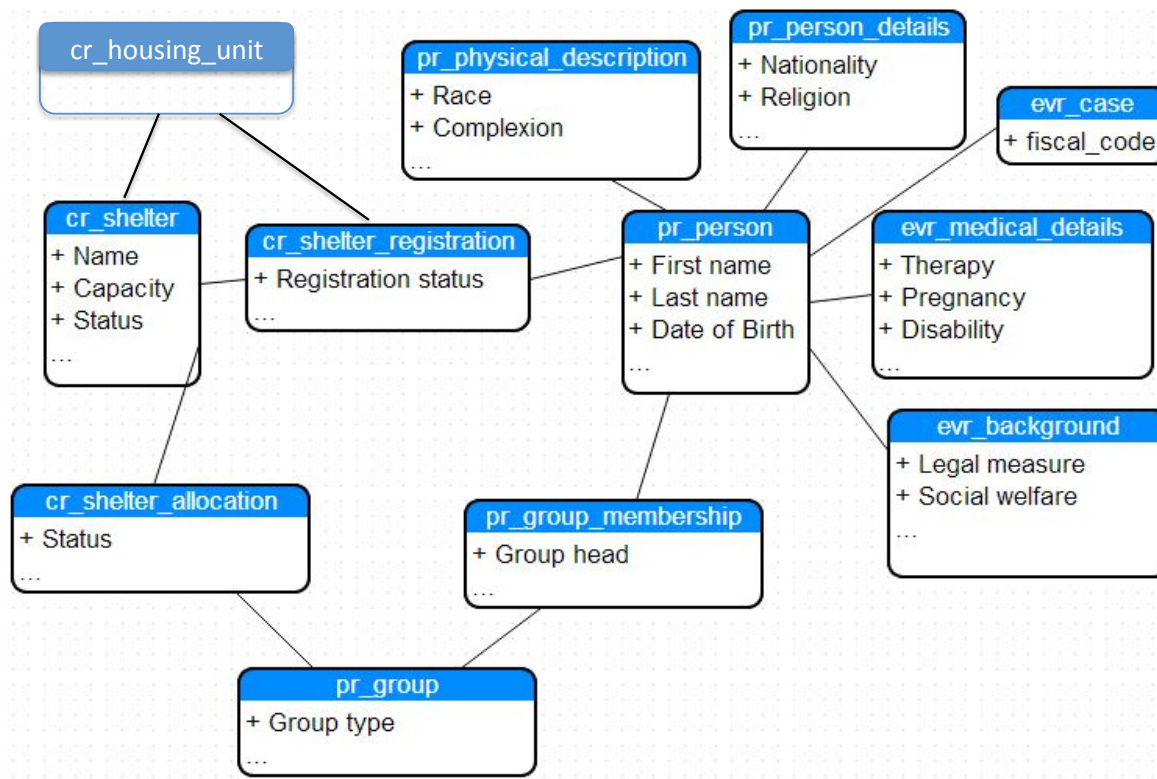 cr_housing_unit
pr_physical_description
+ Race
+ Complexion
...
pr_person_details
+ Nationality
+ Religion
...
evr_case
+ fiscal_code
cr_shelter
+ Name
+ Capacity
+ Status
...
cr_shelter_registration
+ Registration status
...
pr_person
+ First name
+ Last name
+ Date of Birth
...
evr_medical_details
+ Therapy
+ Pregnancy
+ Disability
...
evr_background
+ Legal measure
+ Social welfare
...
cr_shelter_allocation
+ Status
...
pr_group_membership
+ Group head
...
pr_group
+ Group type
...